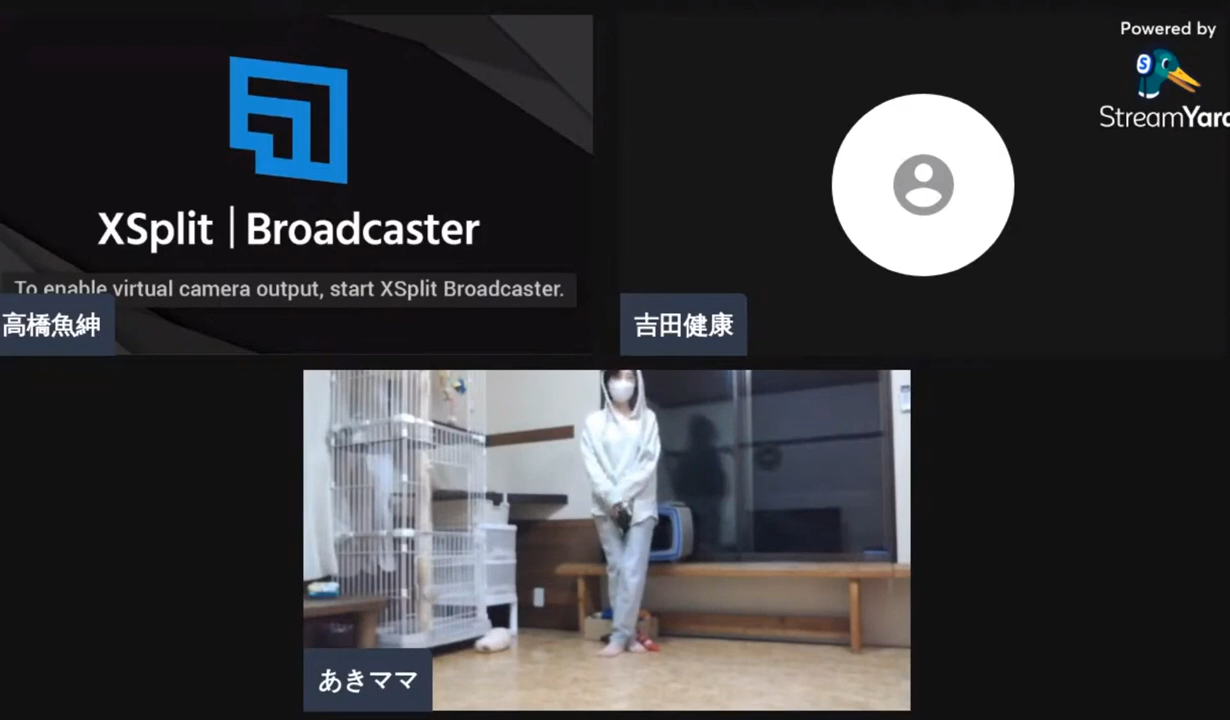 Powered by
StreamYard
XSplit | Broadcaster
To enable virtual camera output, start XSplit Broadcaster.
高橋魚紳
吉田健康
あきママ